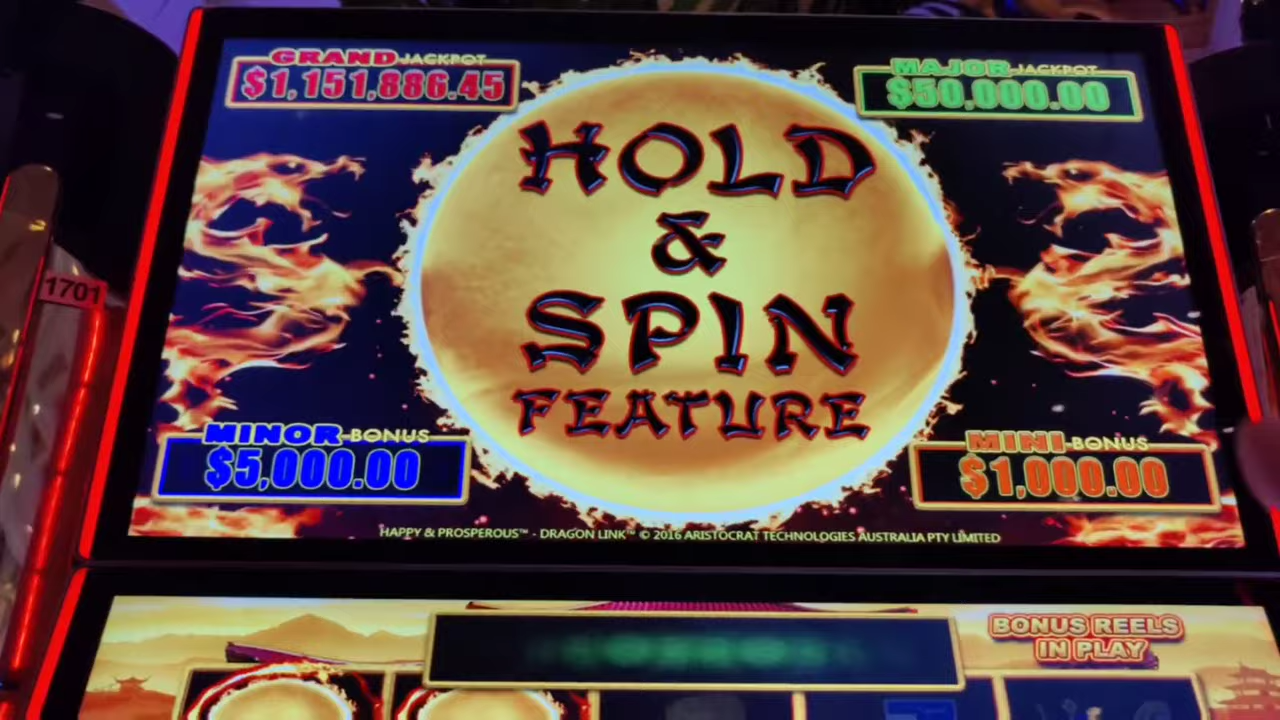 GRAND JACKPOT
$1,151,886.45
MAJOR JACKPOT
$50,000.00
HOLD
&
SPIN
FEATURE
1701
MINOR BONUS
$5,000.00
MINI BONUS
$1,000.00
HAPPY & PROSPEROUS™ - DRAGON LINK™ © 2016 ARISTOCRAT TECHNOLOGIES AUSTRALIA PTY LIMITED
BONUS REELS
IN PLAY